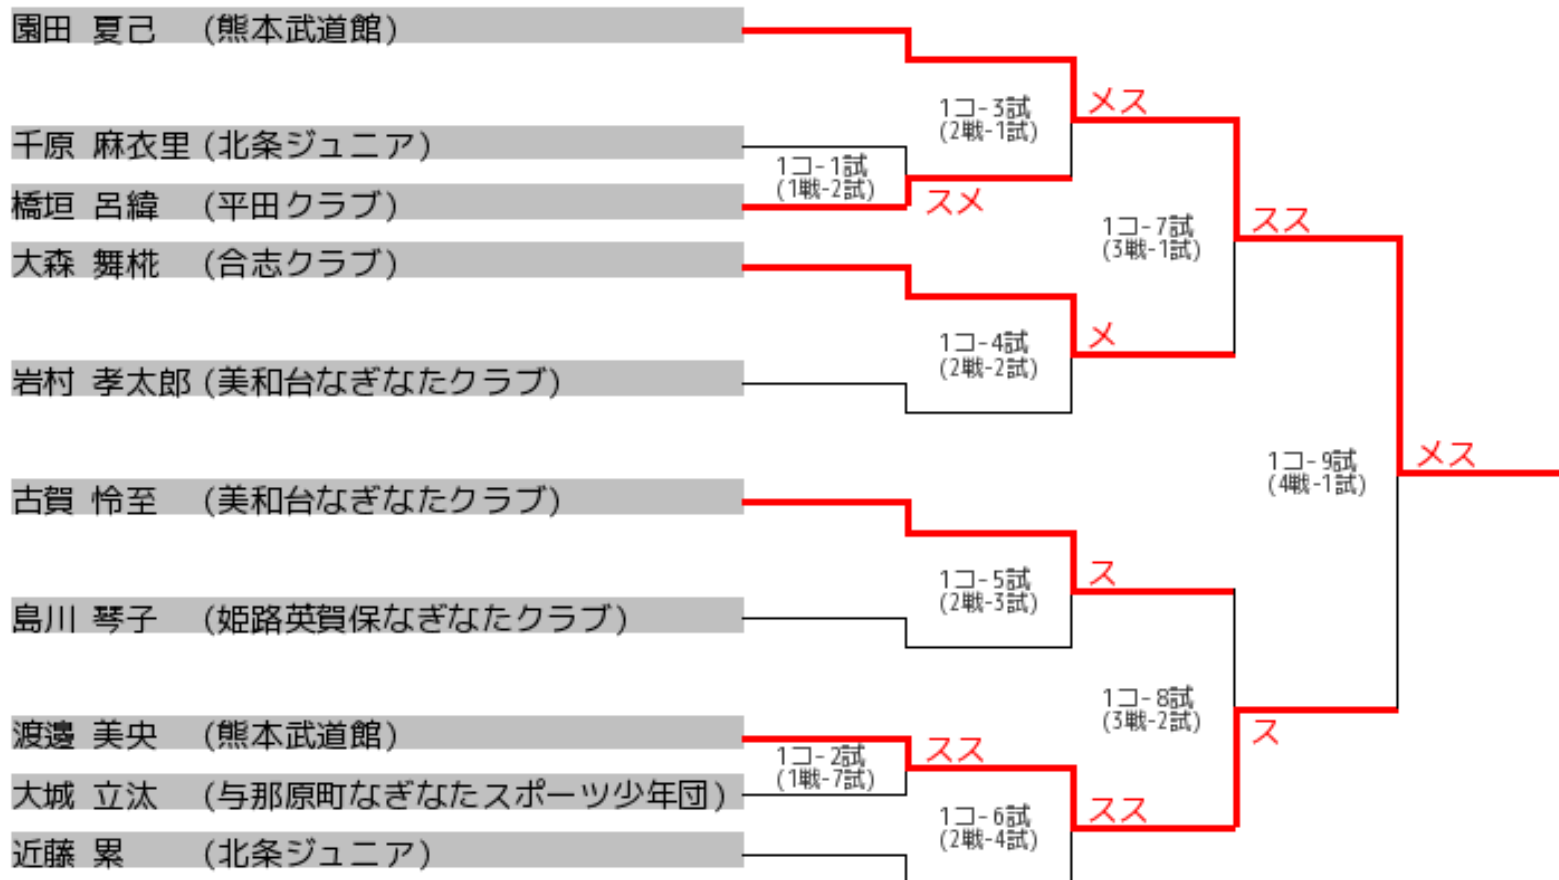 園田 夏己 (熊本武道館)
千原 麻衣里 (北条ジュニア)
橋垣 呂緯 (平田クラブ)
大森 舞椛 (合志クラブ)
岩村 孝太郎 (美和台なぎなたクラブ)
古賀 怜至 (美和台なぎなたクラブ)
島川 琴子 (姫路英賀保なぎなたクラブ)
渡邊 美央 (熊本武道館)
大城 立汰 (与那原町なぎなたスポーツ少年団)
近藤 累 (北条ジュニア)
1コ-1試
(1戦-2試)
スメ
1コ-2試
(1戦-7試)
スス
1コ-3試
(2戦-1試)
メス
1コ-4試
(2戦-2試)
メ
1コ-5試
(2戦-3試)
ス
1コ-6試
(2戦-4試)
スス
1コ-7試
(3戦-1試)
スス
1コ-8試
(3戦-2試)
ス
1コ-9試
(4戦-1試)
メス